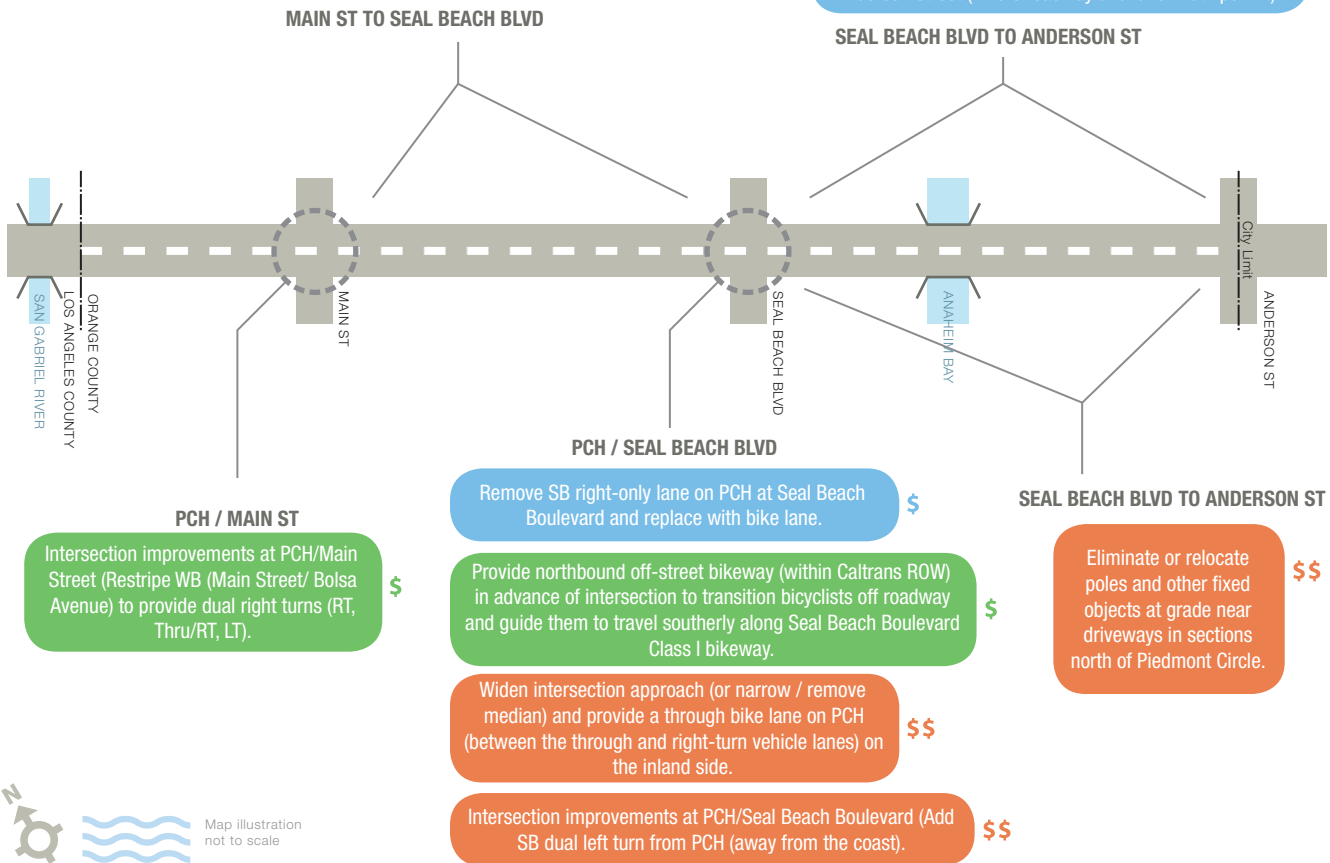 MAIN ST TO SEAL BEACH BLVD
SEAL BEACH BLVD TO ANDERSON ST
SAN GABRIEL RIVER
LOS ANGELES COUNTY
ORANGE COUNTY
MAIN ST
SEAL BEACH BLVD
ANAHEIM BAY
City Limit
ANDERSON ST
PCH / MAIN ST
Intersection improvements at PCH/Main
Street (Restripe WB (Main Street/ Bolsa
Avenue) to provide dual right turns (RT,
Thru/RT, LT).
$
PCH / SEAL BEACH BLVD
Remove SB right-only lane on PCH at Seal Beach
Boulevard and replace with bike lane.
$
Provide northbound off-street bikeway (within Caltrans ROW)
in advance of intersection to transition bicyclists off roadway
and guide them to travel southerly along Seal Beach Boulevard
Class I bikeway.
$
Widen intersection approach (or narrow / remove
median) and provide a through bike lane on PCH
(between the through and right-turn vehicle lanes) on
the inland side.
$$
Intersection improvements at PCH/Seal Beach Boulevard (Add
SB dual left turn from PCH (away from the coast).
$$
SEAL BEACH BLVD TO ANDERSON ST
Eliminate or relocate
poles and other fixed
objects at grade near
driveways in sections
north of Piedmont Circle.
$$
N
Map illustration
not to scale